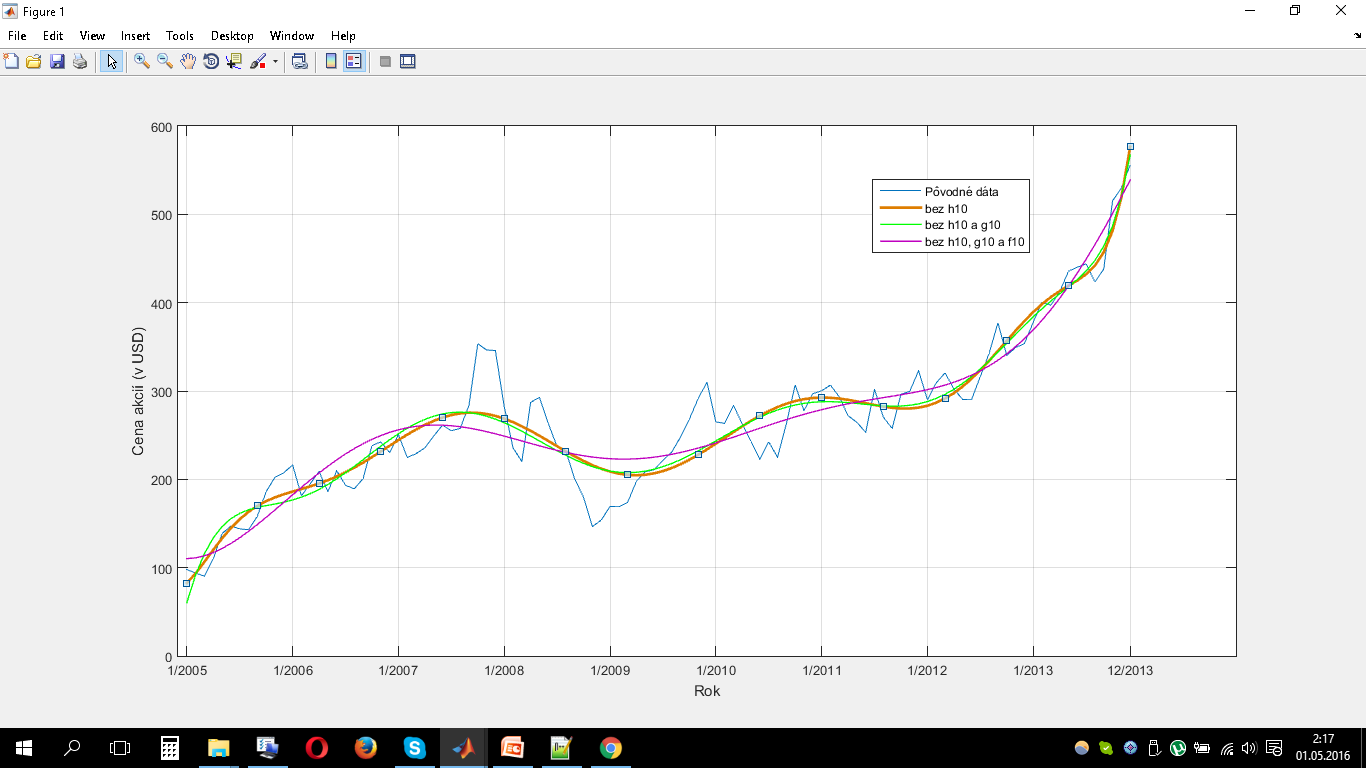 Figure 1
File Edit View Insert Tools Desktop Window Help
600
500
400
300
200
100
0
Cena akcií (v USD)
Pôvodné dáta
bez h10
bez h10 a g10
bez h10, g10 a f10
1/2005 1/2006 1/2007 1/2008 1/2009 1/2010 1/2011 1/2012 1/2013 12/2013
Rok
2:17
01.05.2016